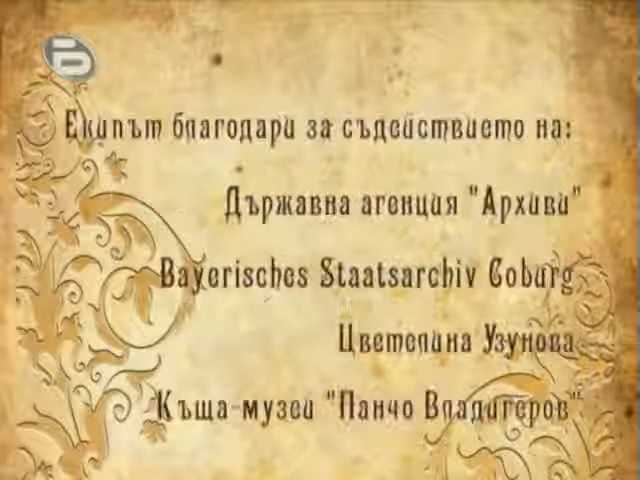 Б
Екипът благодари за съдействието на:
Държавна агенция "Архиви"
Bayerisches Staatsarchiv Coburg
Цветелина Узунова
Къща-музей "Панчо Владигеров"